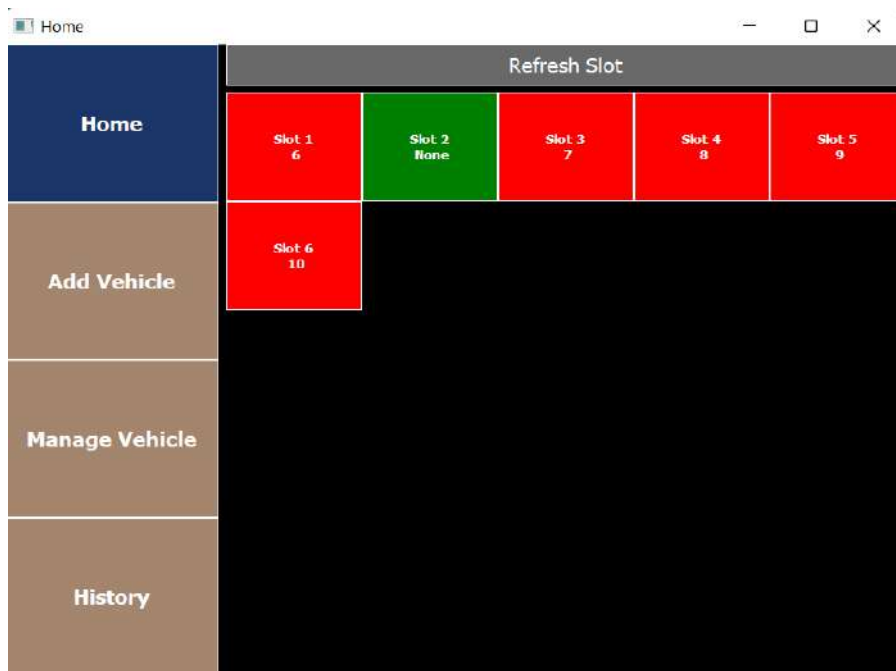 Home
Refresh Slot
Home
Add Vehicle
Manage Vehicle
History
Slot 1
6
Slot 2
None
Slot 3
7
Slot 4
8
Slot 5
9
Slot 6
10